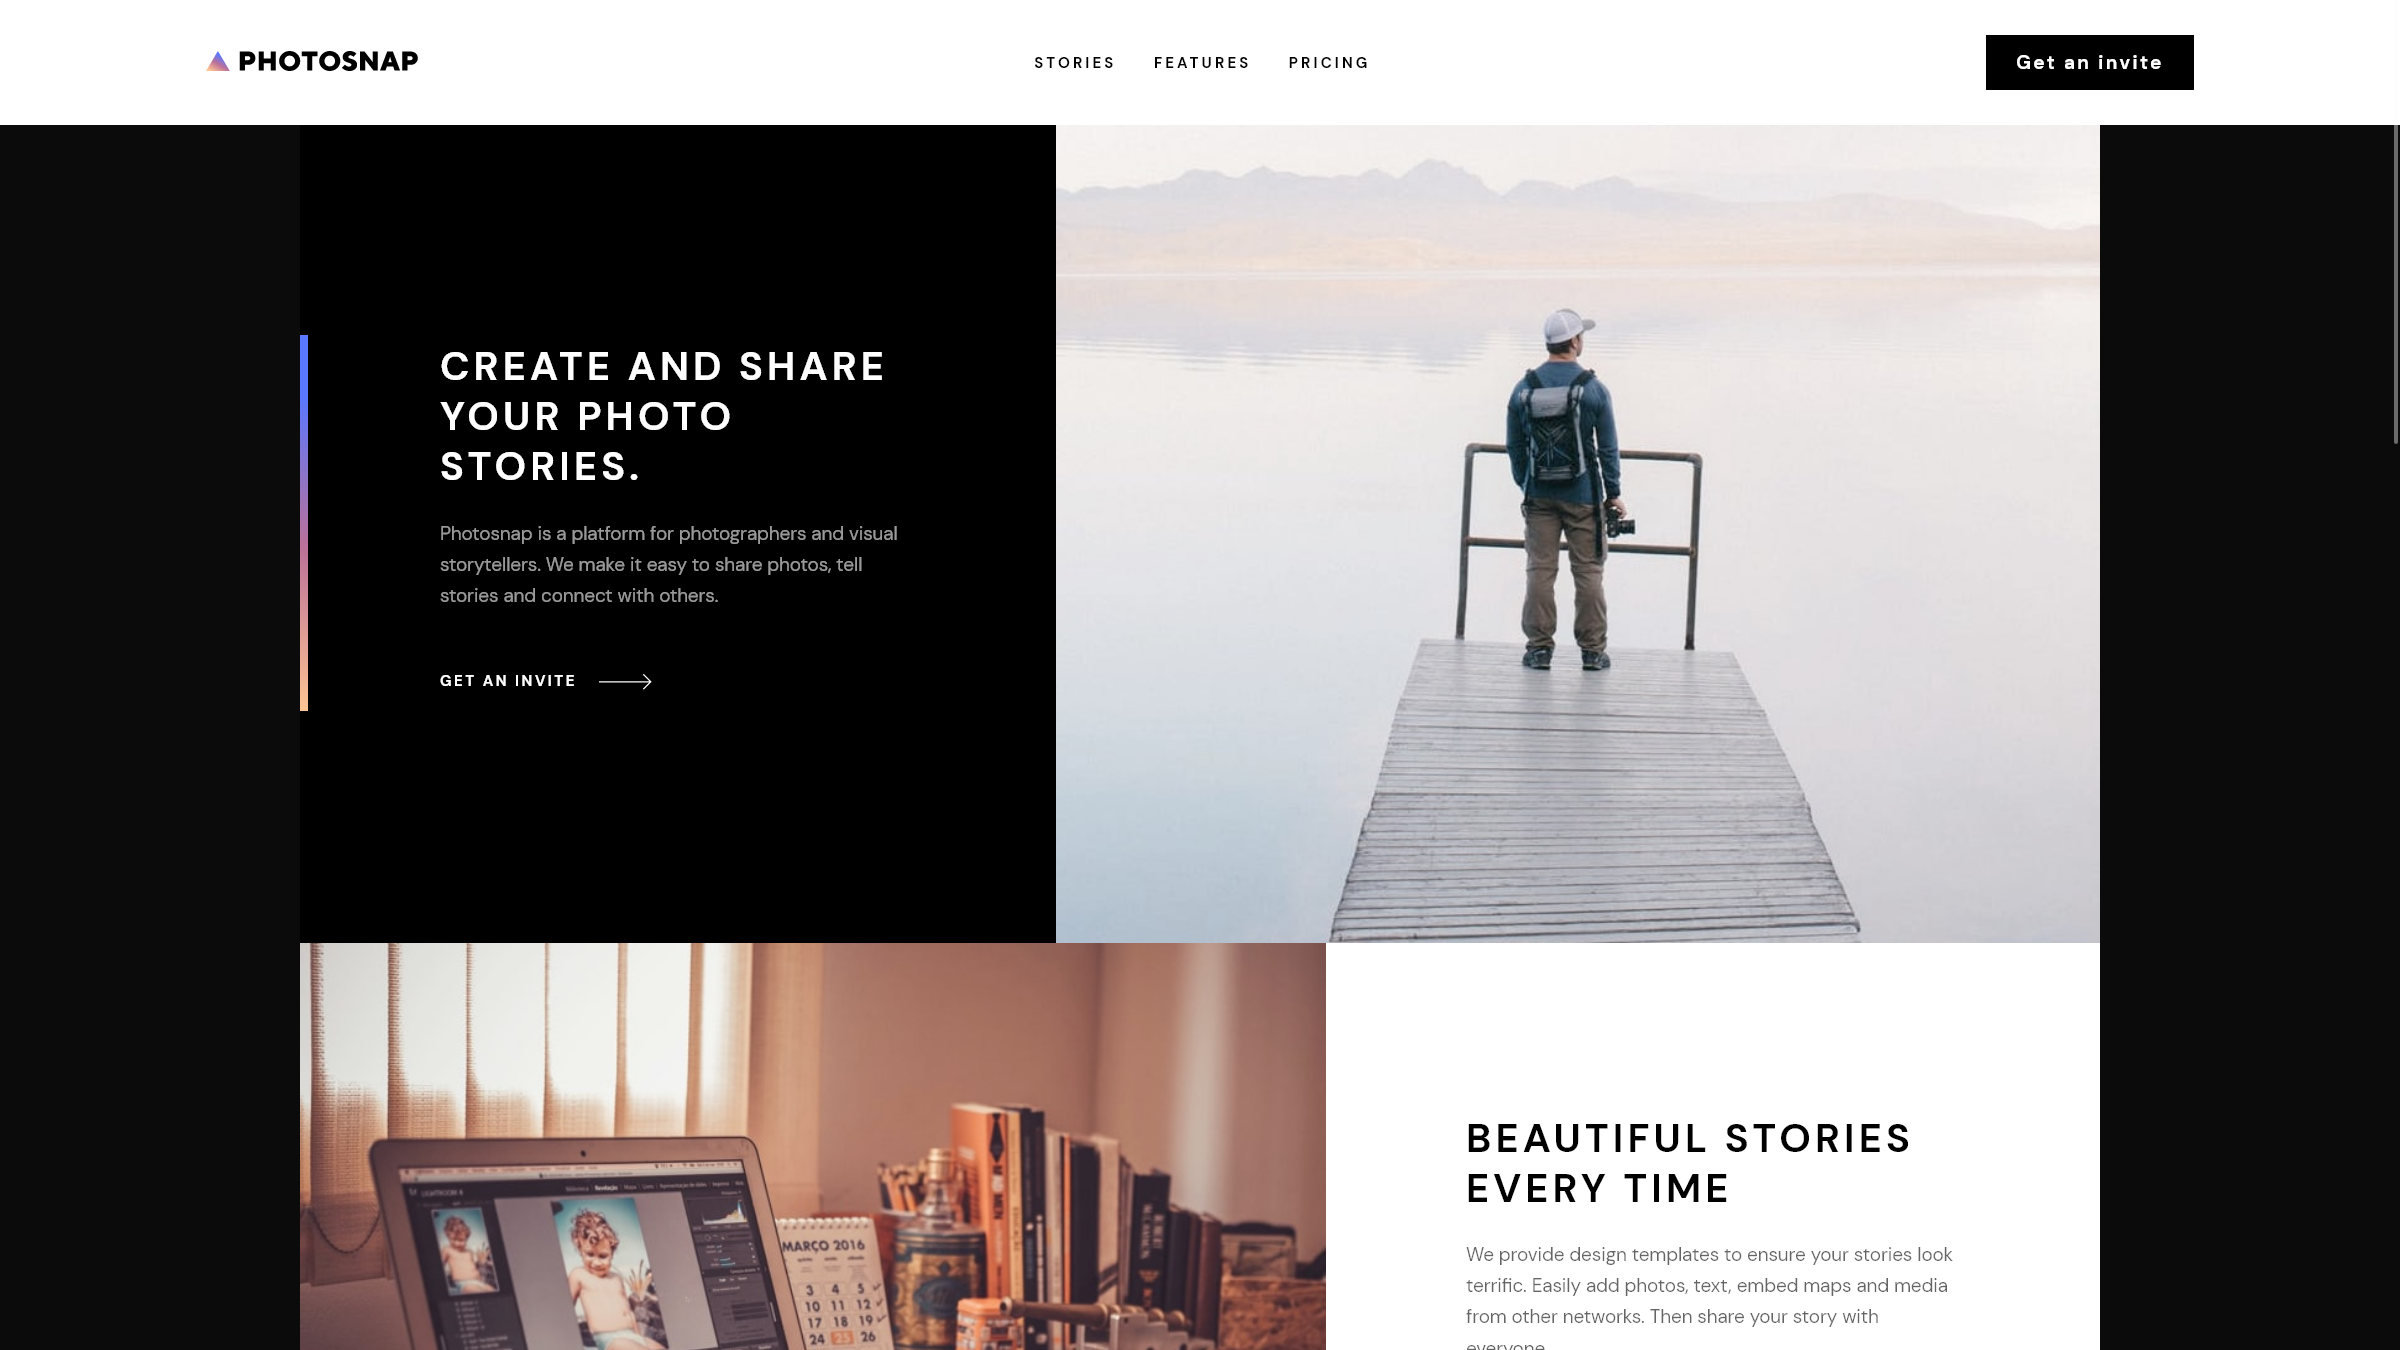 PHOTOSNAP
STORIES FEATURES PRICING
Get an invite
CREATE AND SHARE
YOUR PHOTO
STORIES.
Photosnap is a platform for photographers and visual
storytellers. We make it easy to share photos, tell
stories and connect with others.
GET AN INVITE
BEAUTIFUL STORIES
EVERY TIME
We provide design templates to ensure your stories look
terrific. Easily add photos, text, embed maps and media
from other networks. Then share your story with
everyone.
LIGHTROOM
MARÇO 2016
3 4 5
10 11 12
17 18 19
24 25 26